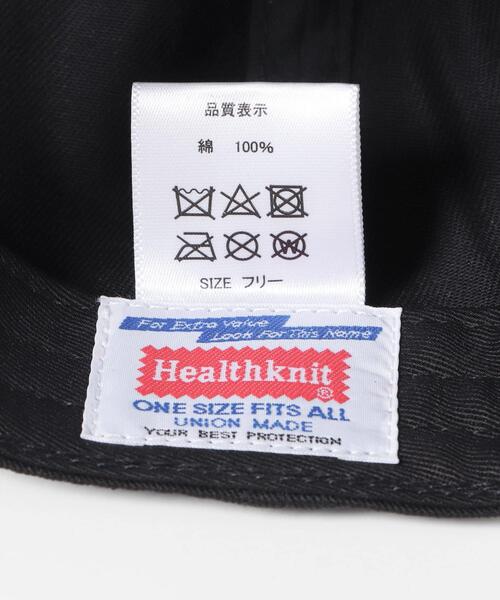 品質表示
綿 100%
W
SIZE フリー
For Extra Value
Look For This Name
Healthknit®
ONE SIZE FITS ALL
UNION MADE
YOUR BEST PROTECTION